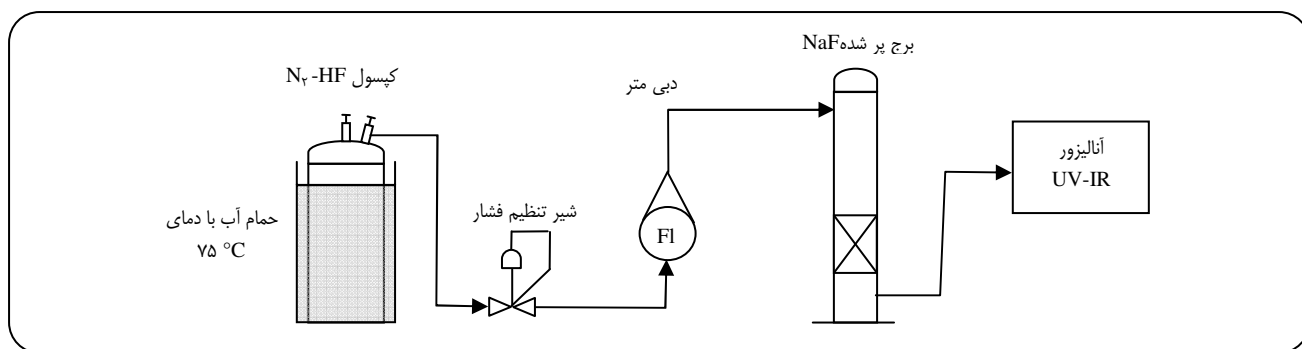 برج پر شدهNaF
کپسول N۲-HF
دبی متر
آنالیزور
UV-IR
حمام آب با دمای
۷۵ °C
شیر تنظیم فشار
Fl